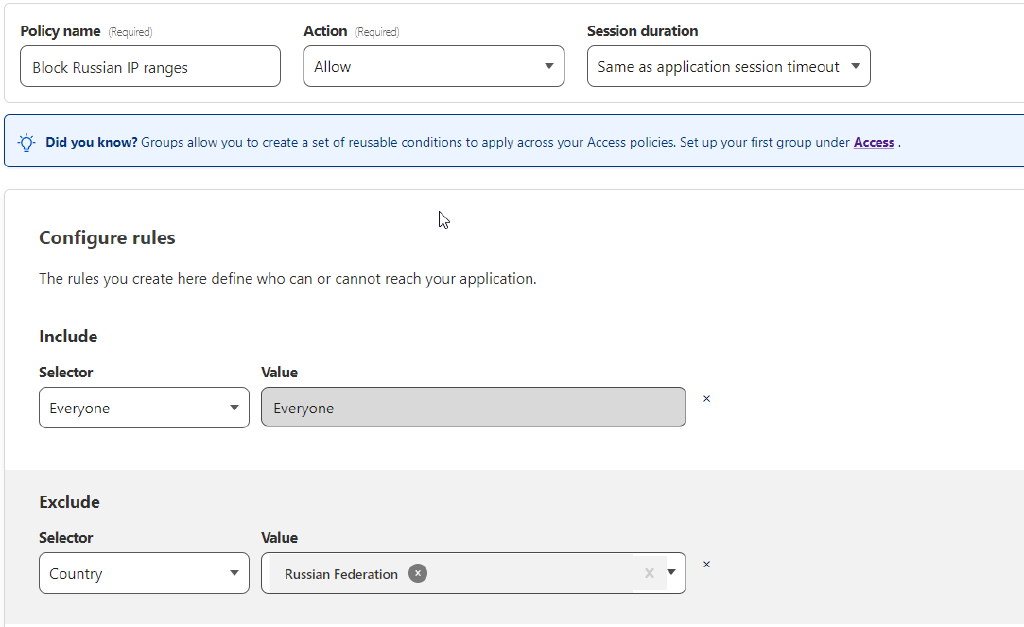 Policy name (Required) Action (Required) Session duration
Block Russian IP ranges Allow Same as application session timeout
Did you know? Groups allow you to create a set of reusable conditions to apply across your Access policies. Set up your first group under Access .
Configure rules
The rules you create here define who can or cannot reach your application.
Include
Selector Value
Everyone Everyone ×
Exclude
Selector Value
Country Russian Federation × X ×